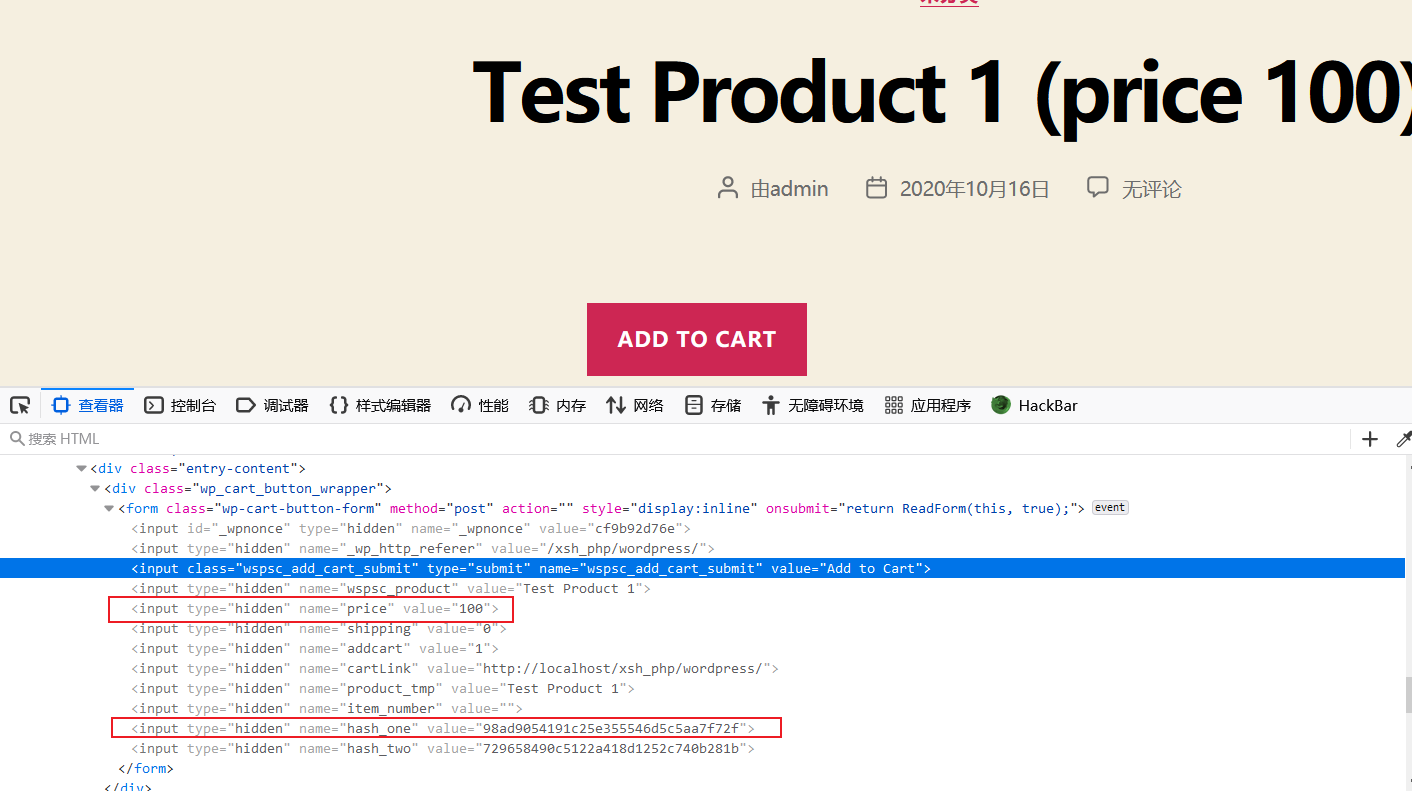 Test Product 1 (price 100)
由admin 2020年10月16日 无评论
ADD TO CART
查看器 控制台 调试器 样式编辑器 性能 内存 网络 存储 无障碍环境 应用程序 HackBar
搜索 HTML
<div class="entry-content">
<div class="wp_cart_button_wrapper">
<form class="wp-cart-button-form" method="post" action="" style="display:inline" onsubmit="return ReadForm(this, true);"> event
<input id="_wpnonce" type="hidden" name="_wpnonce" value="cf9b92d76e">
<input type="hidden" name="_wp_http_referer" value="/xsh_php/wordpress/">
<input class="wspsc_add_cart_submit" type="submit" name="wspsc_add_cart_submit" value="Add to Cart">
<input type="hidden" name="wspsc_product" value="Test Product 1">
<input type="hidden" name="price" value="100">
<input type="hidden" name="shipping" value="0">
<input type="hidden" name="addcart" value="1">
<input type="hidden" name="cartLink" value="http://localhost/xsh_php/wordpress/">
<input type="hidden" name="product_tmp" value="Test Product 1">
<input type="hidden" name="item_number" value="">
<input type="hidden" name="hash_one" value="98ad9054191c25e355546d5c5aa7f72f">
<input type="hidden" name="hash_two" value="729658490c5122a418d1252c740b281b">
</form>
</div>